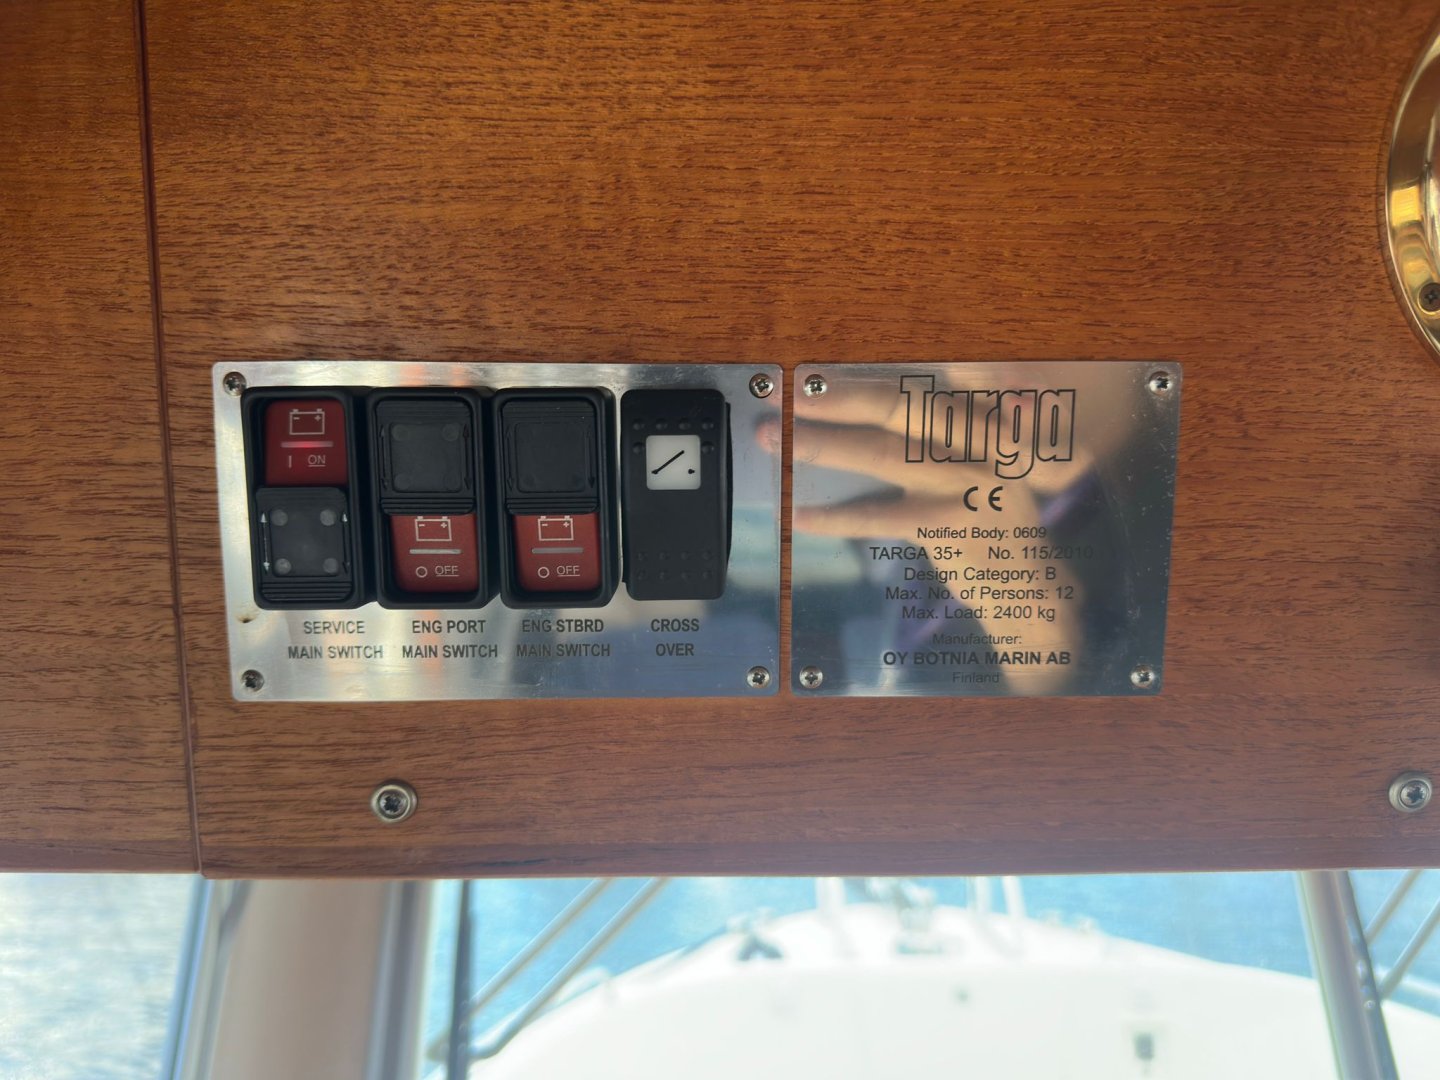 ON
OFF
OFF
SERVICE
MAIN SWITCH
ENG PORT
MAIN SWITCH
ENG STBRD
MAIN SWITCH
CROSS
OVER
Targa
CE
Notified Body: 0609
TARGA 35+ No. 115/2010
Design Category: B
Max. No. of Persons: 12
Max. Load: 2400 kg
Manufacturer:
OY BOTNIA MARIN AB
Finland